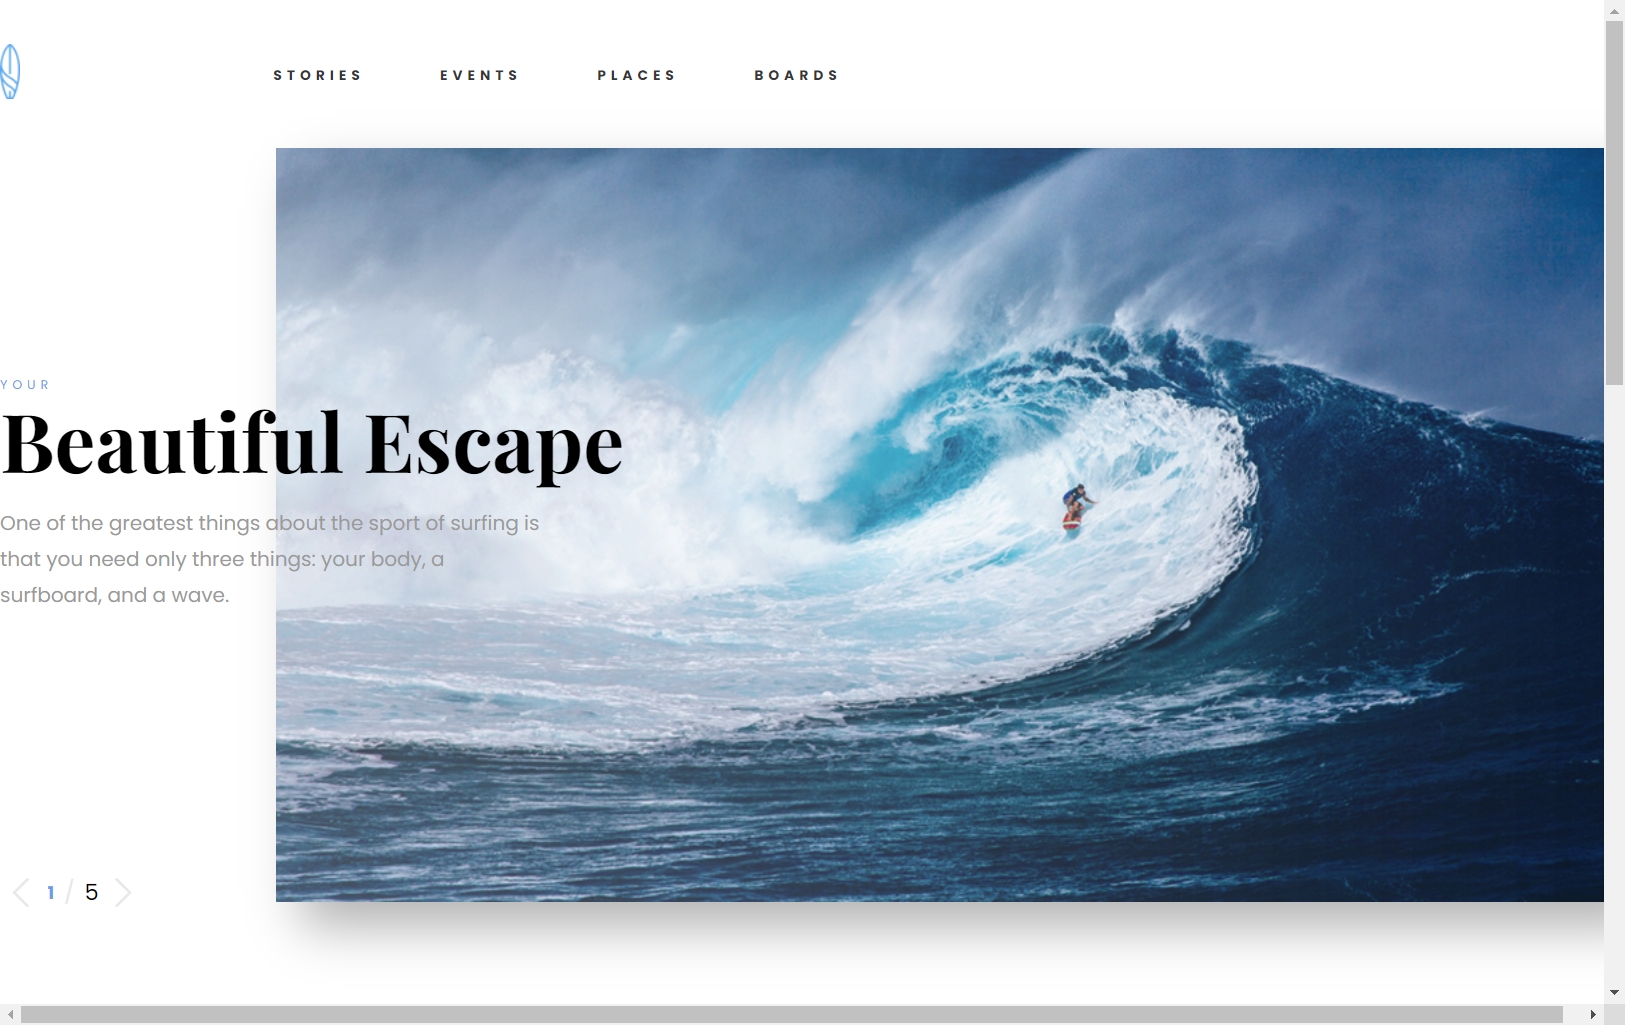 STORIES EVENTS PLACES BOARDS
YOUR
Beautiful Escape
One of the greatest things about the sport of surfing is
that you need only three things: your body, a
surfboard, and a wave.
1 / 5